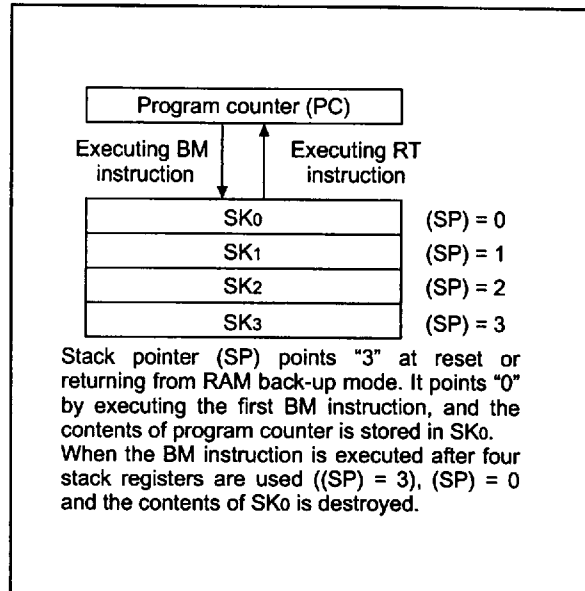 Program counter (PC)
Executing BM instruction
Executing RT instruction
SK0 (SP) = 0
SK1 (SP) = 1
SK2 (SP) = 2
SK3 (SP) = 3
Stack pointer (SP) points "3" at reset or
returning from RAM back-up mode. It points "0"
by executing the first BM instruction, and the
contents of program counter is stored in SK0.
When the BM instruction is executed after four
stack registers are used ((SP) = 3), (SP) = 0
and the contents of SK0 is destroyed.